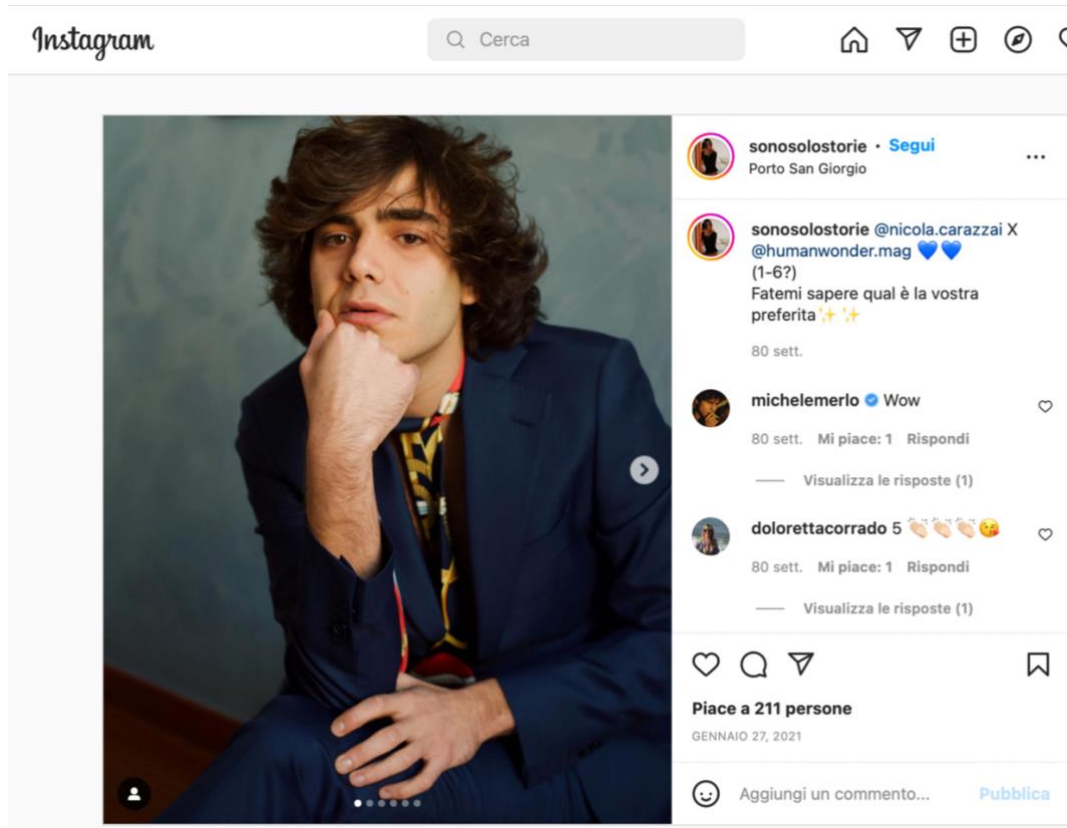 Instagram
Cerca
sonosolostorie • Segui
Porto San Giorgio
sonosolostorie @nicola.carazzai X
@humanwonder.mag 💙💙
(1-6?)
Fatemi sapere qual è la vostra
preferita✨✨
80 sett.
michelemerlo Wow
80 sett. Mi piace: 1 Rispondi
Visualizza le risposte (1)
dolorettacorrado 5 👏🏻👏🏻👏🏻😘
80 sett. Mi piace: 1 Rispondi
Visualizza le risposte (1)
Piace a 211 persone
GENNAIO 27, 2021
Aggiungi un commento... Pubblica